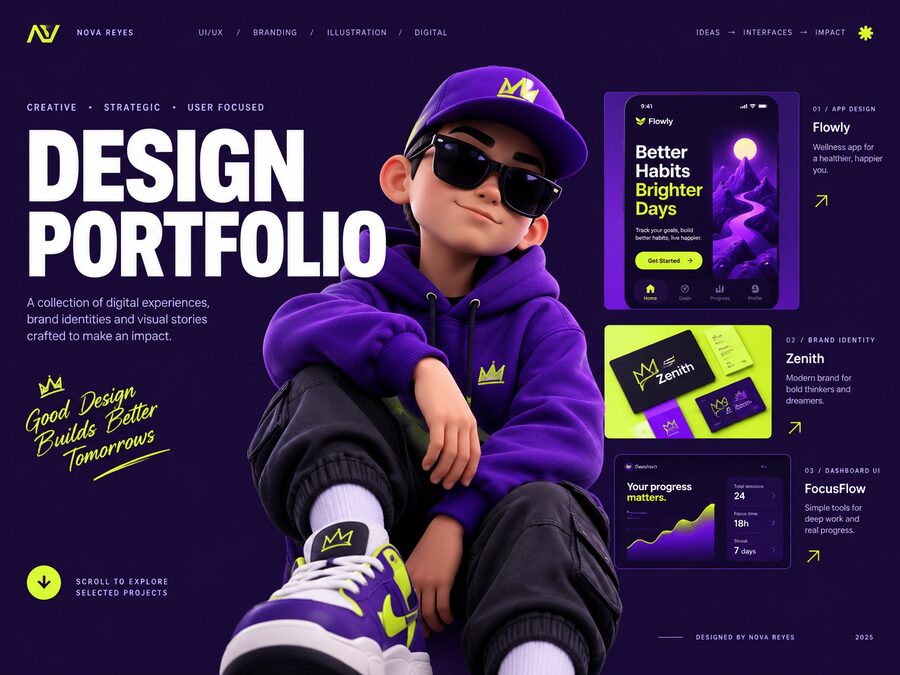 NOVA REYES
UI/UX / BRANDING / ILLUSTRATION / DIGITAL
IDEAS → INTERFACES → IMPACT
CREATIVE • STRATEGIC • USER FOCUSED
DESIGN
PORTFOLIO
A collection of digital experiences,
brand identities and visual stories
crafted to make an impact.
Good Design
Builds Better
Tomorrows
SCROLL TO EXPLORE
SELECTED PROJECTS
9:41
Flowly
Better
Habits
Brighter
Days
Track your goals, build
better habits, live happier.
Get Started →
Home
Goals
Progress
Profile
01 / APP DESIGN
Flowly
Wellness app for
a healthier, happier
you.
Zenith
02 / BRAND IDENTITY
Zenith
Modern brand for
bold thinkers and
dreamers.
Your progress
matters.
Total sessions
24
Focus time
18h
Streak
7 days
03 / DASHBOARD UI
FocusFlow
Simple tools for
deep work and
real progress.
DESIGNED BY NOVA REYES
2025